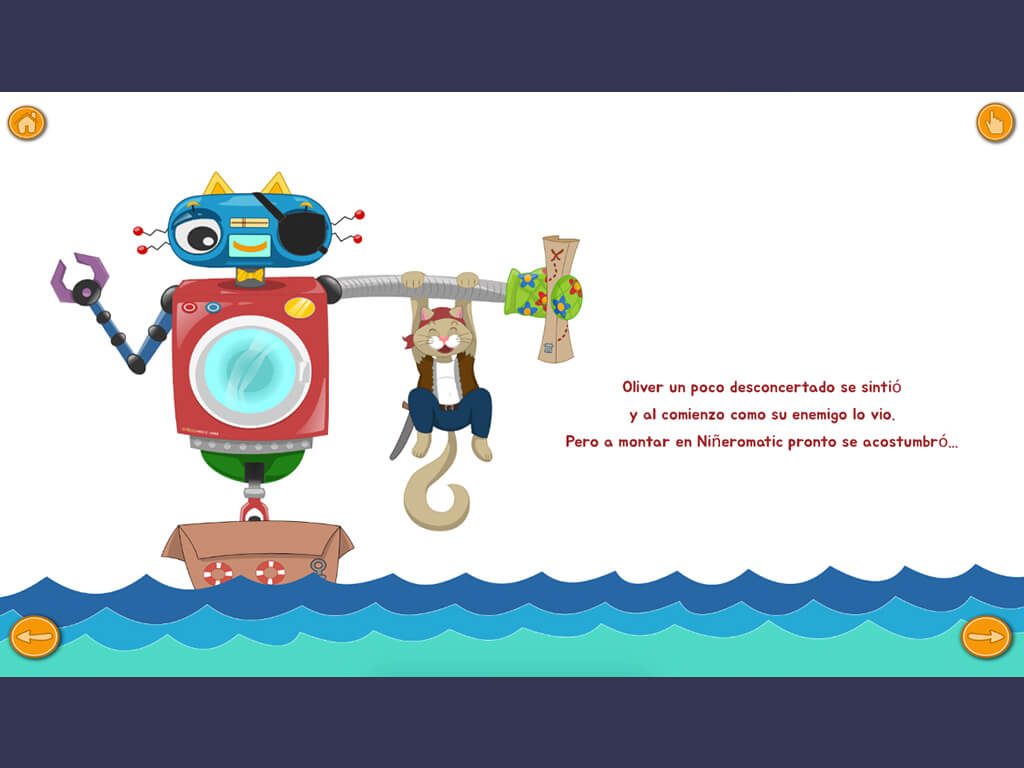 Oliver un poco desconcertado se sintió
y al comienzo como su enemigo lo vio.
Pero a montar en Niñeromatic pronto se acostumbró...